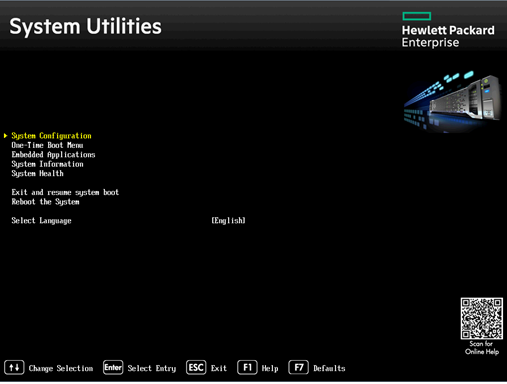 System Utilities
Hewlett Packard
Enterprise
System Configuration
One-Time Boot Menu
Embedded Applications
System Information
System Health
Exit and resume system boot
Reboot the System
Select Language [English]
Scan for
Online Help
↑↓ Change Selection Enter Select Entry ESC Exit F1 Help F7 Defaults